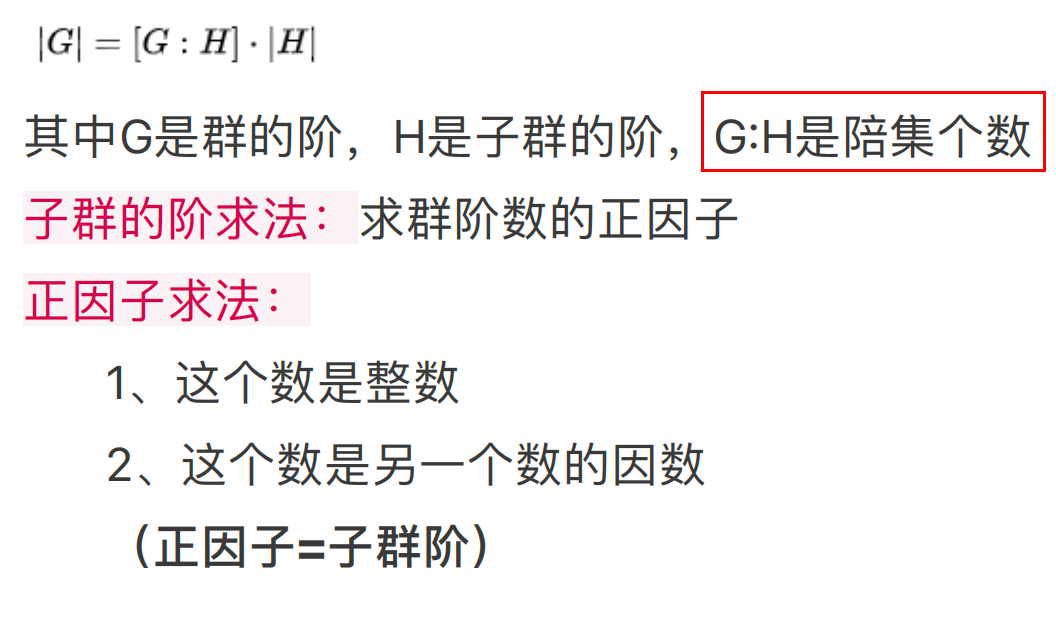 |G| = [G : H] · |H|
其中G是群的阶，H是子群的阶，G:H是陪集个数
子群的阶求法：求群阶数的正因子
正因子求法：
1、这个数是整数
2、这个数是另一个数的因数
（正因子=子群阶）